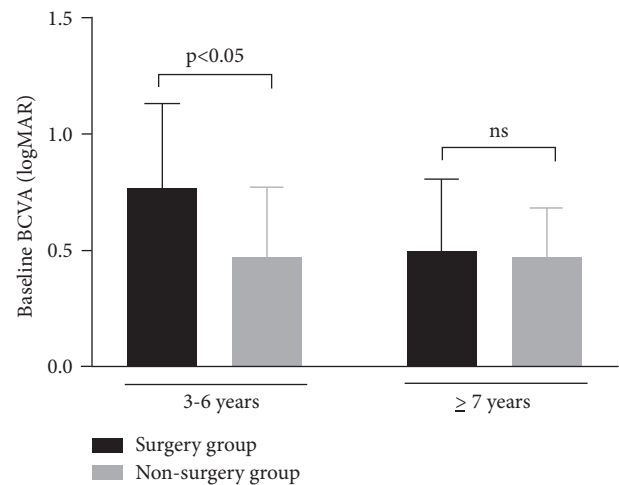 1.5
p<0.05
1.0
ns
Baseline BCVA (logMAR)
0.5
0.0
3-6 years
≥ 7 years
Surgery group
Non-surgery group